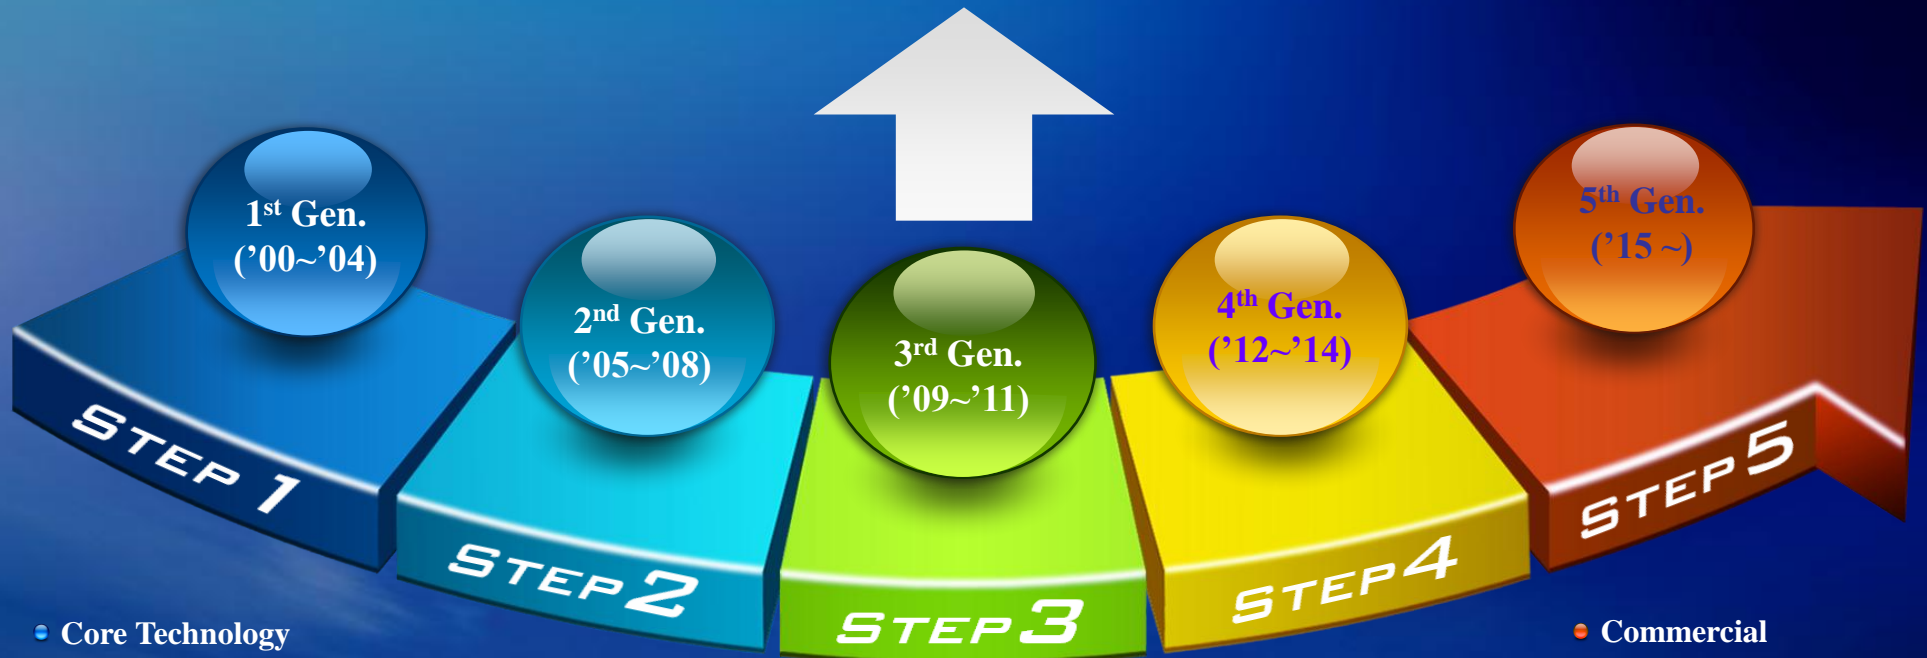 1st Gen.
(’00~’04)
2nd Gen.
(’05~’08)
3rd Gen.
(’09~’11)
4th Gen.
(’12~’14)
5th Gen.
(’15 ~)
STEP 1
STEP 2
STEP 3
STEP 4
STEP 5
Core Technology
Commercial